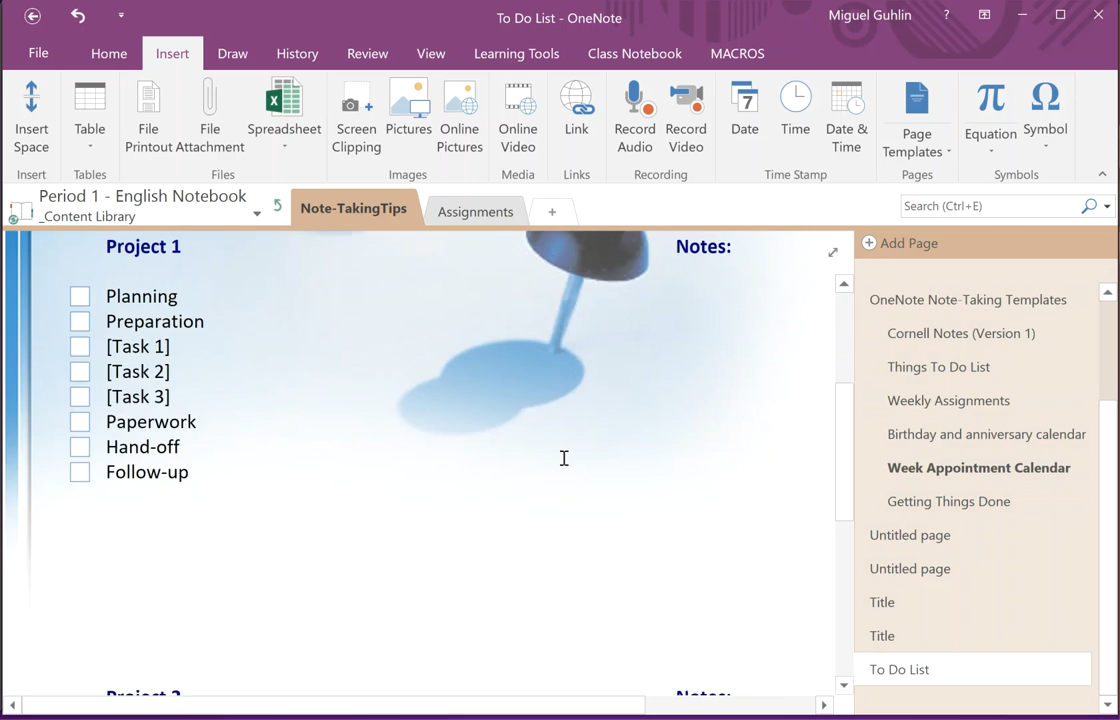 To Do List - OneNote
Miguel Guhlin
?
File Home Insert Draw History Review View Learning Tools Class Notebook MACROS
Insert Space
Table
File Printout
File Attachment
Spreadsheet
Screen Clipping
Pictures
Online Pictures
Online Video
Link
Record Audio
Record Video
7
Date
Time
Date & Time
Page Templates
π
Equation
Ω
Symbol
Insert Tables Files Images Media Links Recording Time Stamp Pages Symbols
Period 1 - English Notebook
_Content Library
Note-TakingTips
Assignments
+
Search (Ctrl+E)
Project 1
Notes:
Planning
Preparation
[Task 1]
[Task 2]
[Task 3]
Paperwork
Hand-off
Follow-up
Project 2
Notes:
Add Page
OneNote Note-Taking Templates
Cornell Notes (Version 1)
Things To Do List
Weekly Assignments
Birthday and anniversary calendar
Week Appointment Calendar
Getting Things Done
Untitled page
Untitled page
Title
Title
To Do List